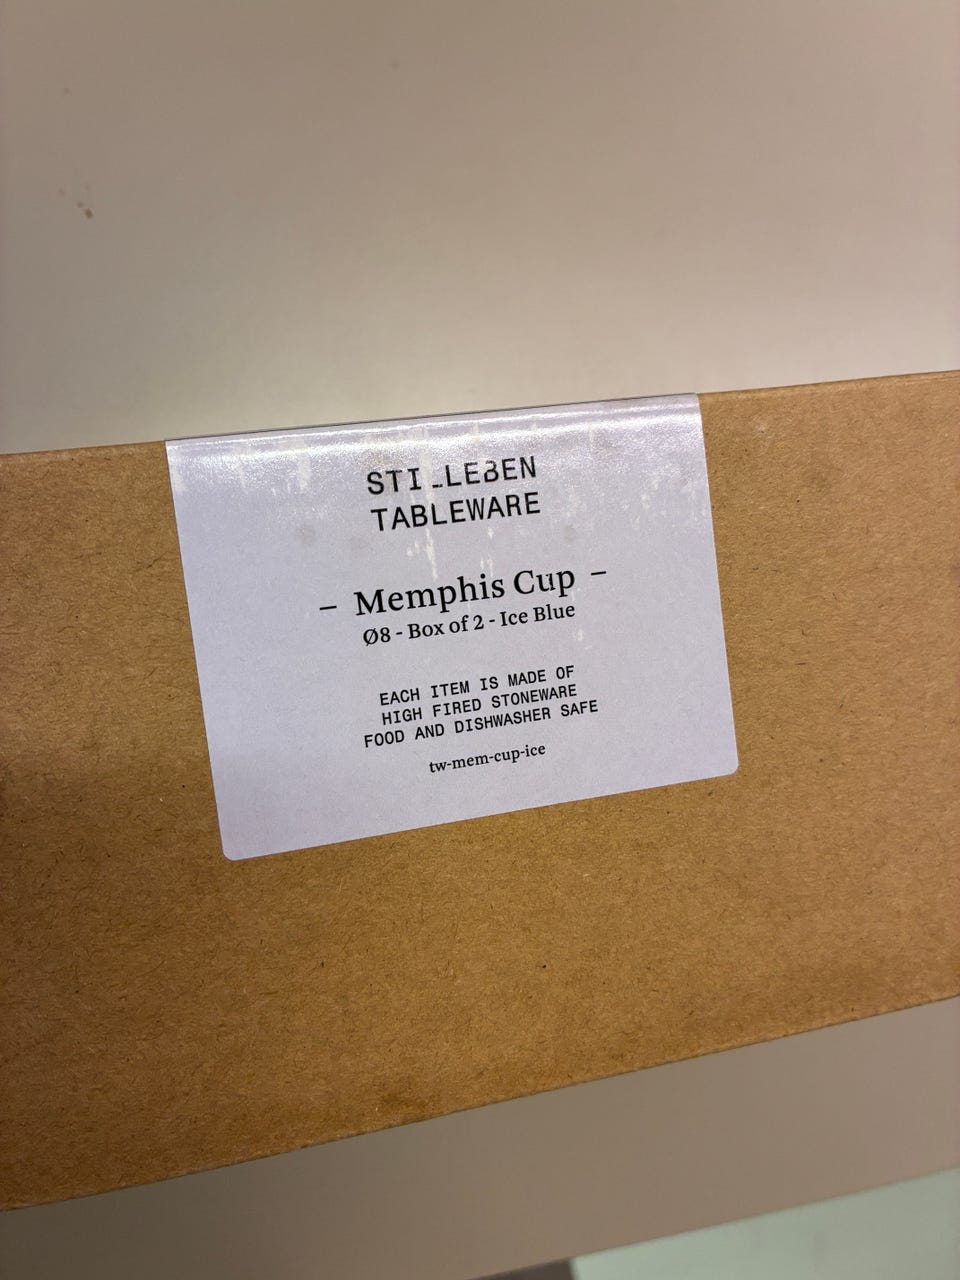 STILLEBEN
TABLEWARE
– Memphis Cup –
Ø8 - Box of 2 - Ice Blue
EACH ITEM IS MADE OF
HIGH FIRED STONEWARE
FOOD AND DISHWASHER SAFE
tw-mem-cup-ice